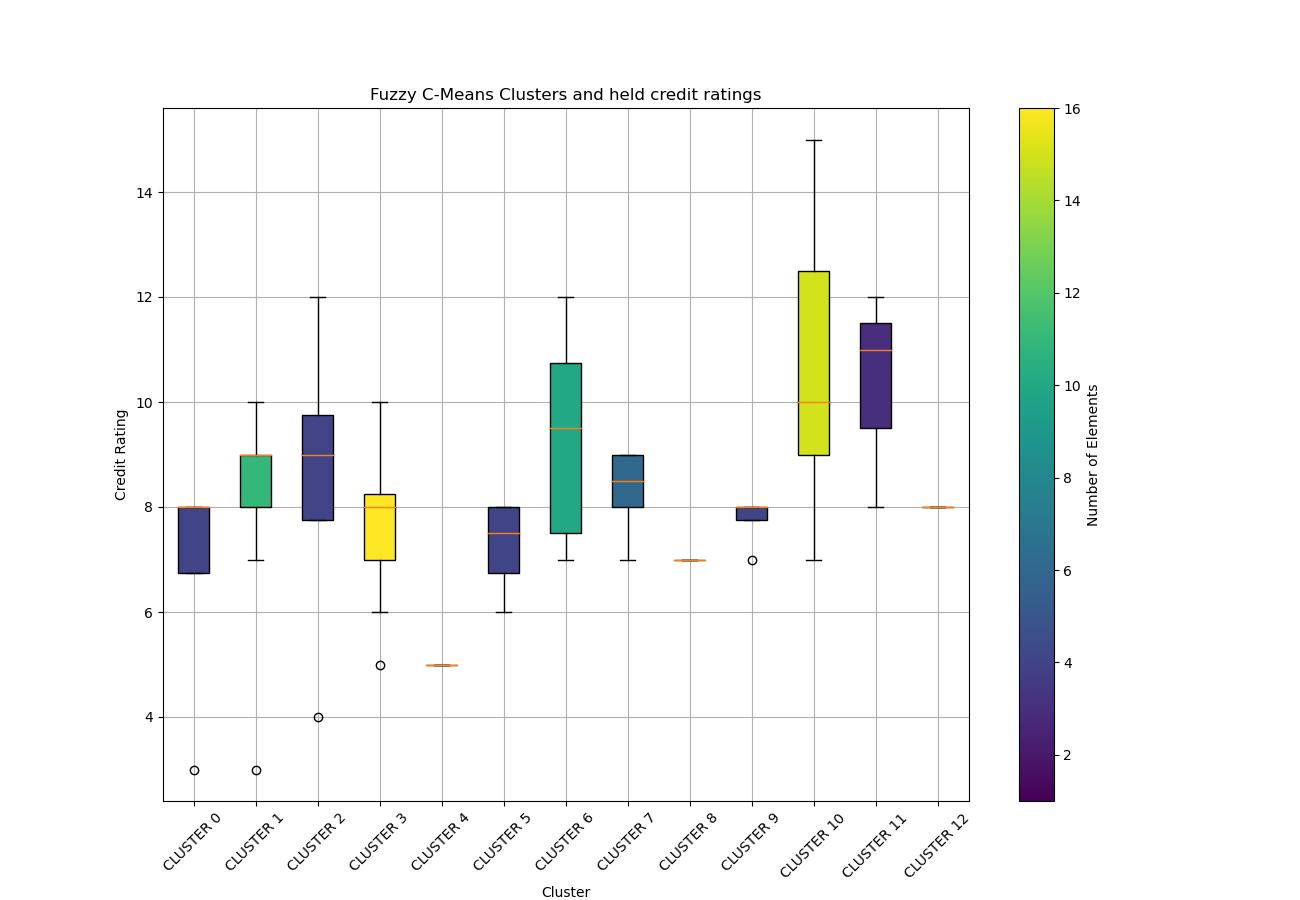 Fuzzy C-Means Clusters and held credit ratings
14
12
10
8
6
4
Credit Rating
CLUSTER 0
CLUSTER 1
CLUSTER 2
CLUSTER 3
CLUSTER 4
CLUSTER 5
CLUSTER 6
CLUSTER 7
CLUSTER 8
CLUSTER 9
CLUSTER 10
CLUSTER 11
CLUSTER 12
Cluster
16
14
12
10
8
6
4
2
Number of Elements